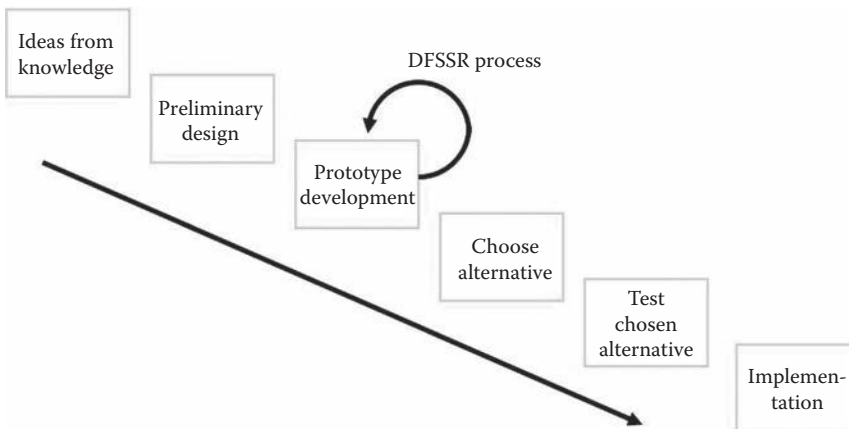 Ideas from
knowledge
Preliminary
design
DFSSR process
Prototype
development
Choose
alternative
Test
chosen
alternative
Implemen-
tation